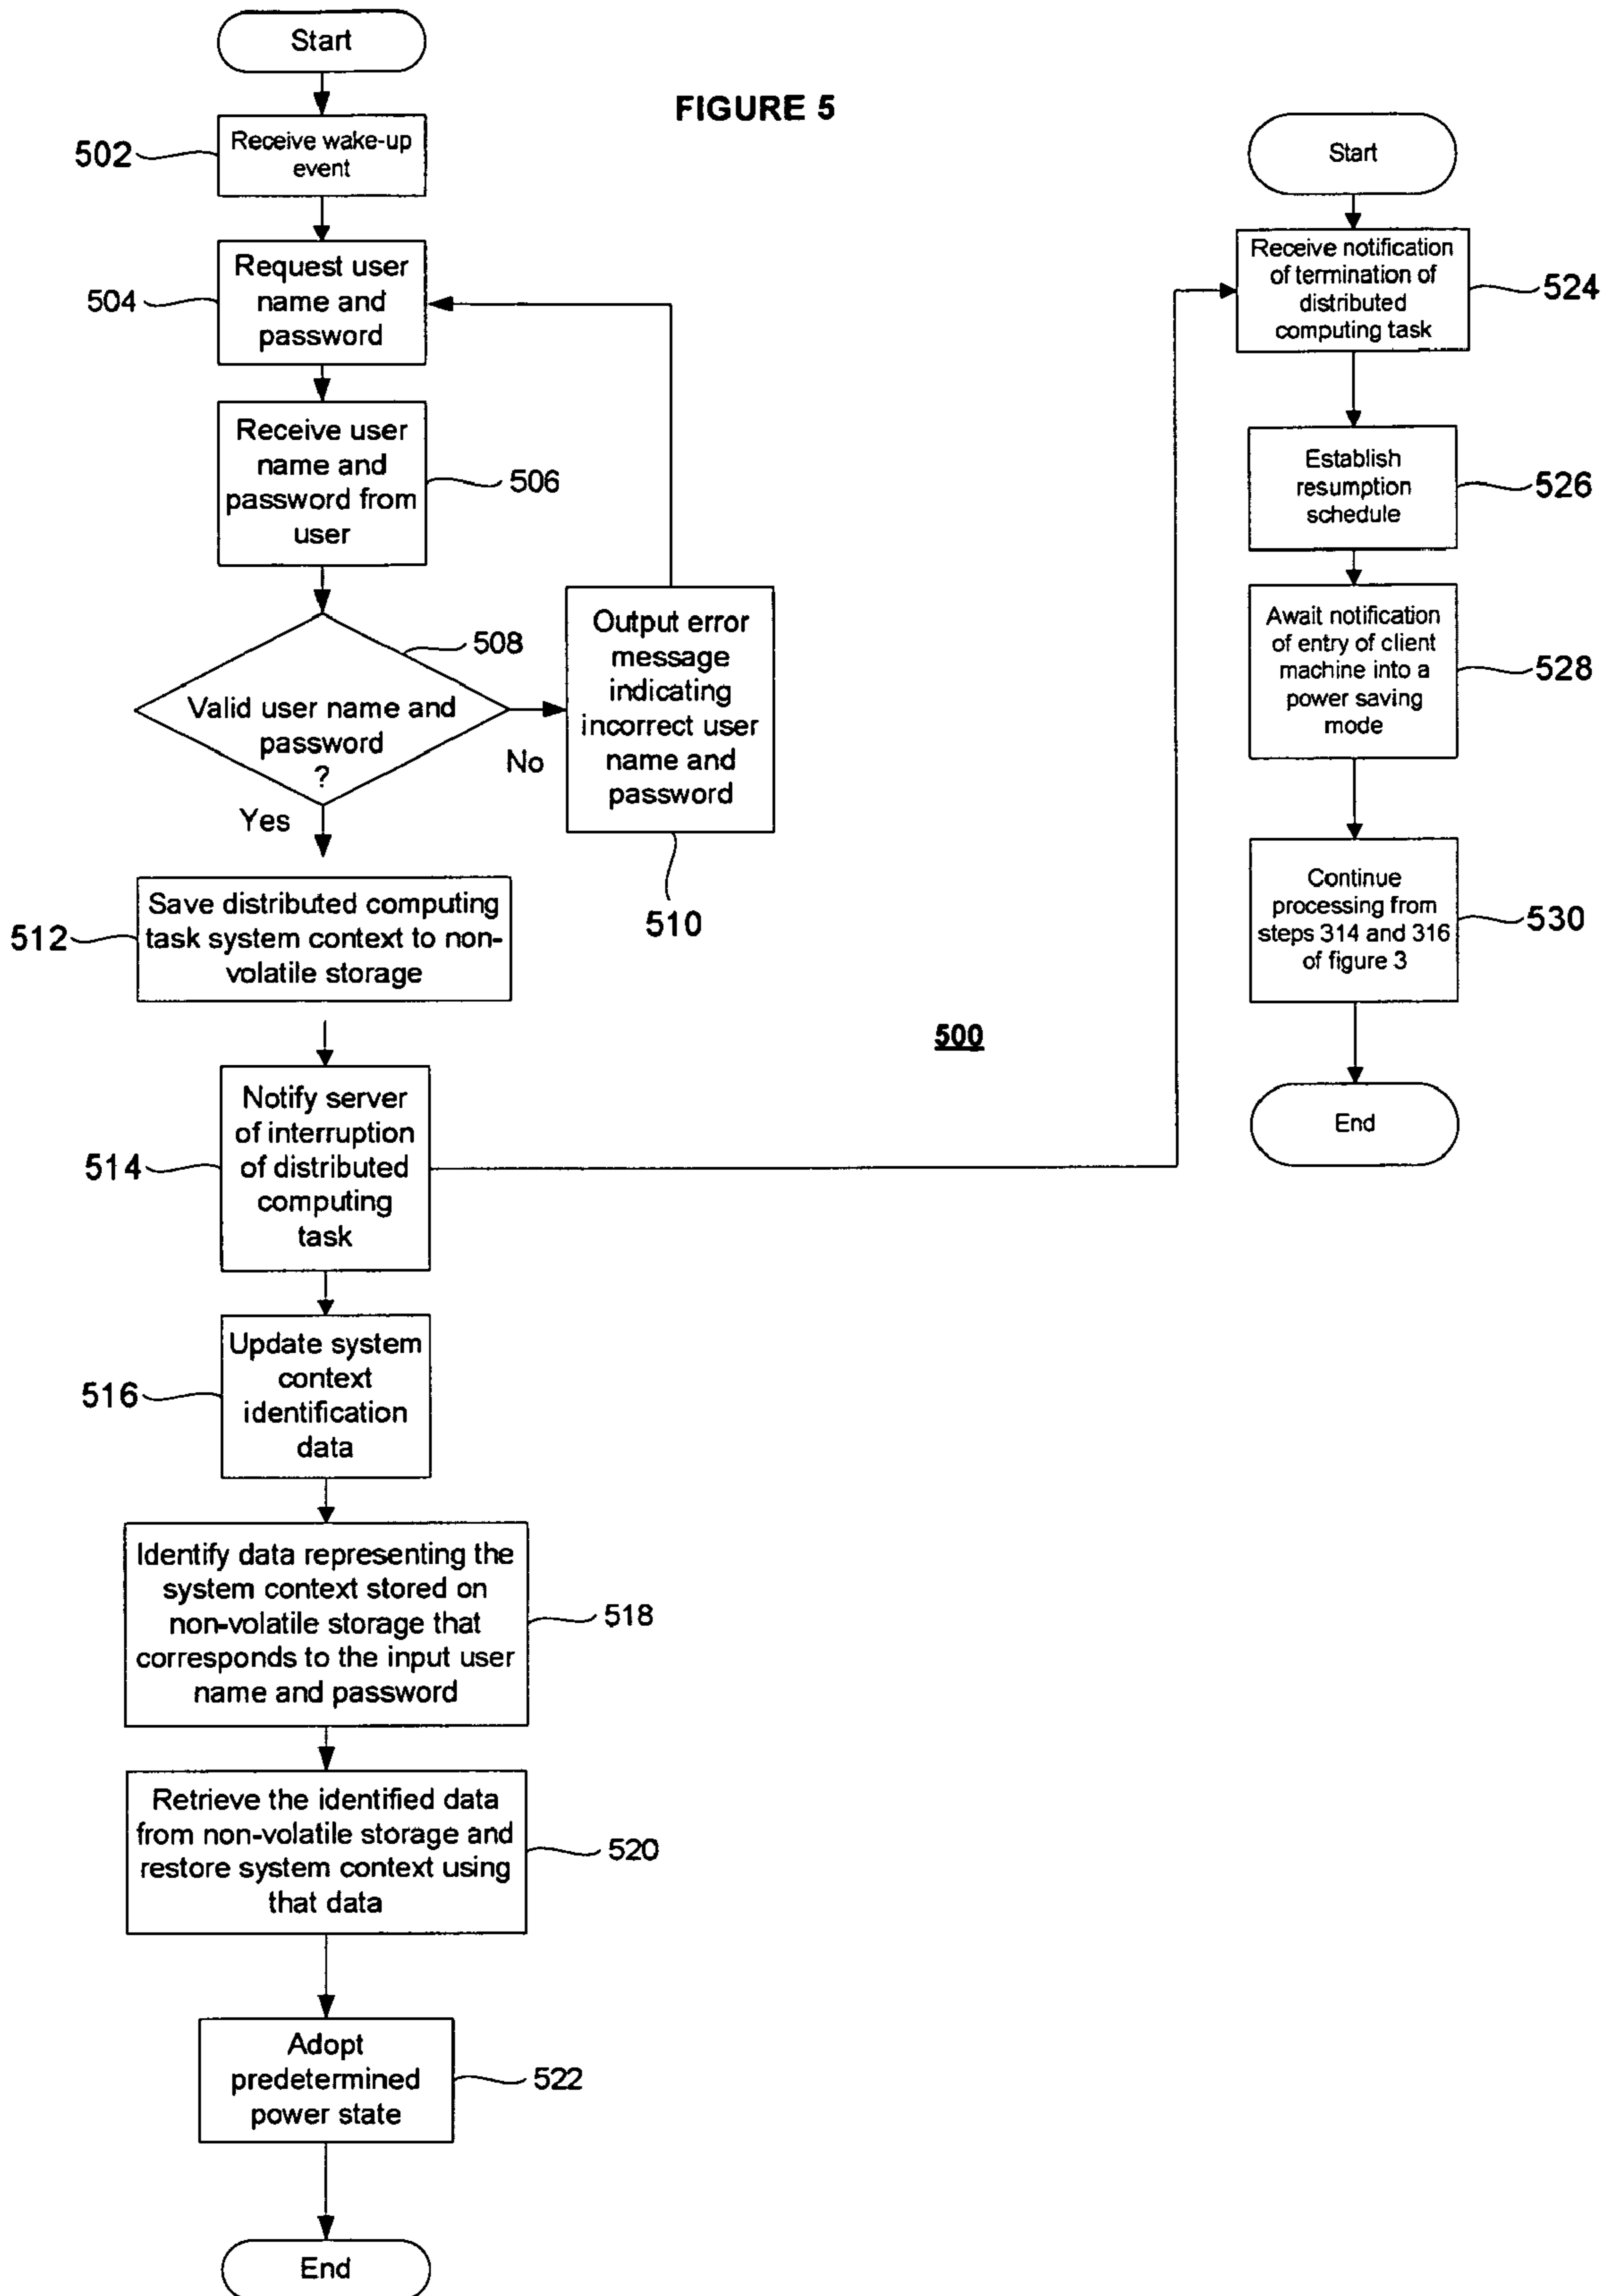 Start
FIGURE 5
502
Receive wake-up
event
504
Request user
name and
password
Receive user
name and
password from
user
506
508
Valid user name and
password
?
No
Yes
Output error
message
indicating
incorrect user
name and
password
510
512
Save distributed computing
task system context to non-
volatile storage
500
514
Notify server
of interruption
of distributed
computing
task
516
Update system
context
identification
data
Identify data representing the
system context stored on
non-volatile storage that
corresponds to the input user
name and password
518
Retrieve the identified data
from non-volatile storage and
restore system context using
that data
520
Adopt
predetermined
power state
522
End
Start
Receive notification
of termination of
distributed
computing task
524
Establish
resumption
schedule
526
Await notification
of entry of client
machine into a
power saving
mode
528
Continue
processing from
steps 314 and 316
of figure 3
530
End